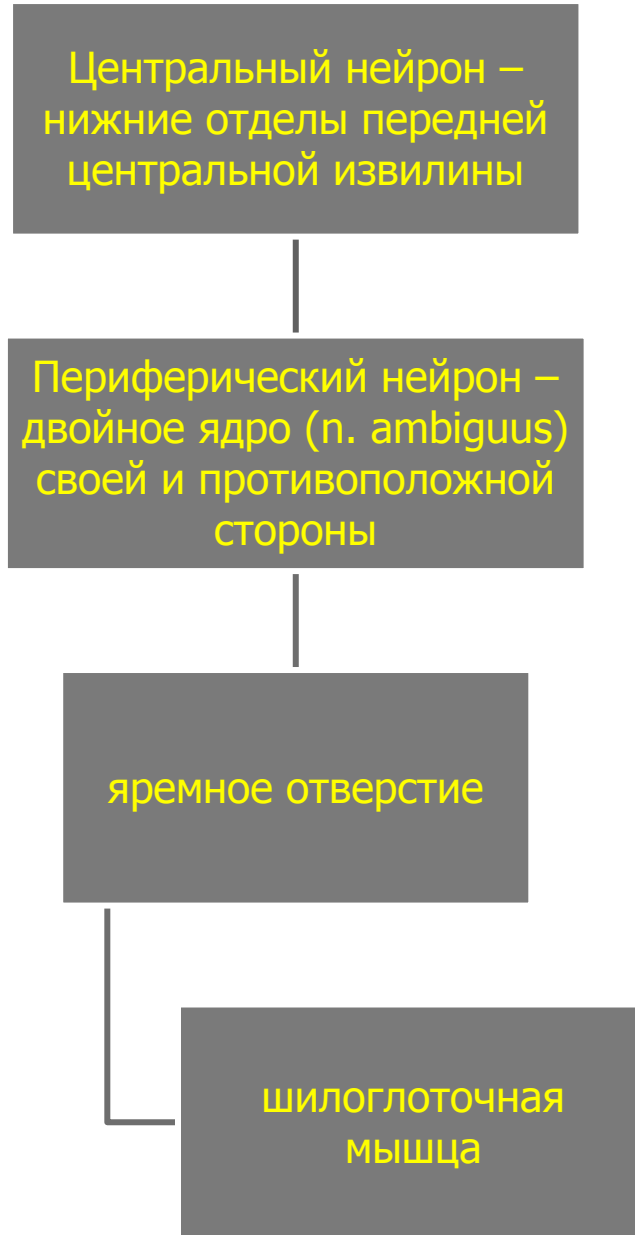 Центральный нейрон –
нижние отделы передней
центральной извилины
Периферический нейрон –
двойное ядро (n. ambiguus)
своей и противоположной
стороны
яремное отверстие
шилоглоточная
мышца